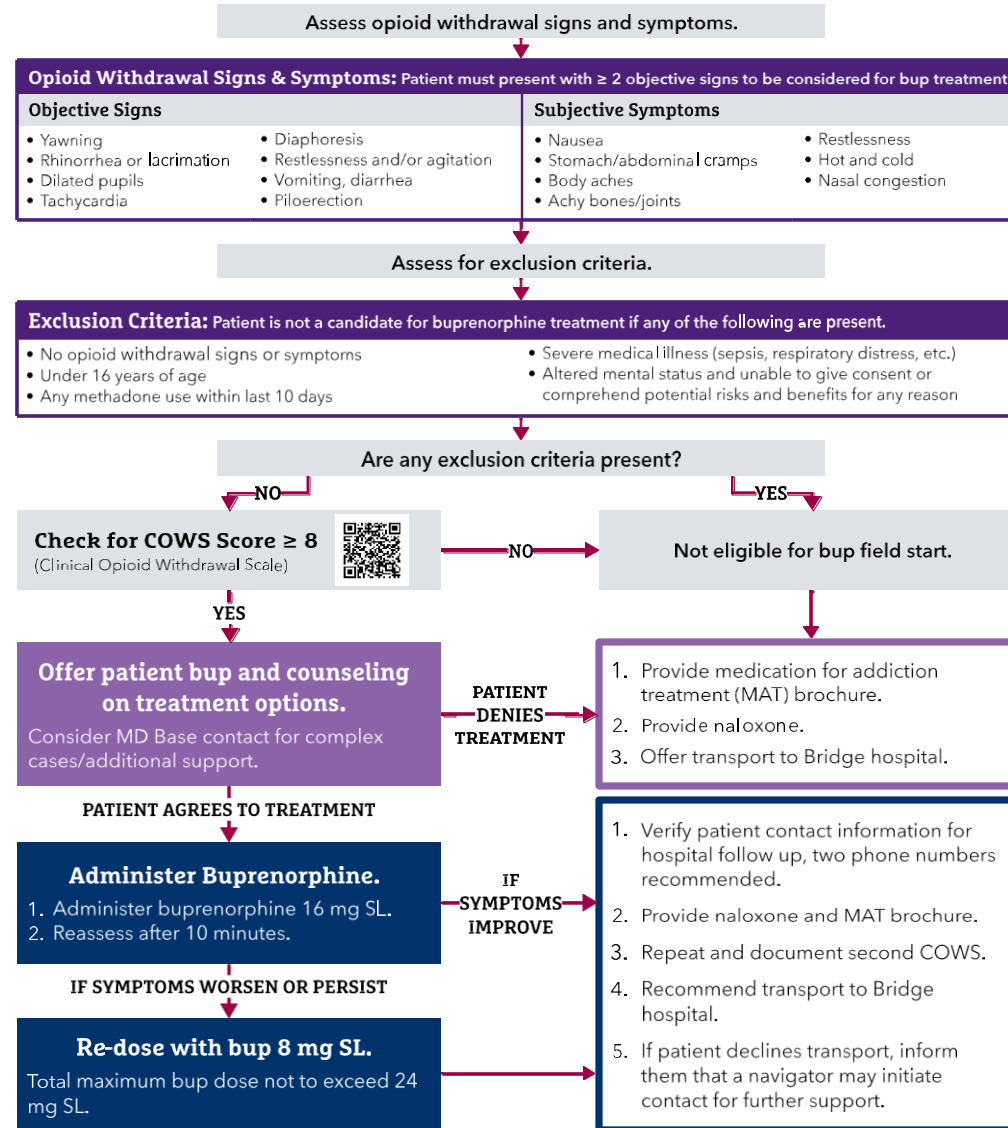 Assess opioid withdrawal signs and symptoms.
Opioid Withdrawal Signs & Symptoms: Patient must present with ≥ 2 objective signs to be considered for bup treatment
Objective Signs
• Yawning
• Rhinorrhea or lacrimation
• Dilated pupils
• Tachycardia
• Diaphoresis
• Restlessness and/or agitation
• Vomiting, diarrhea
• Piloerection
Subjective Symptoms
• Nausea
• Stomach/abdominal cramps
• Body aches
• Achy bones/joints
• Restlessness
• Hot and cold
• Nasal congestion
Assess for exclusion criteria.
Exclusion Criteria: Patient is not a candidate for buprenorphine treatment if any of the following are present.
• No opioid withdrawal signs or symptoms
• Under 16 years of age
• Any methadone use within last 10 days
• Severe medical illness (sepsis, respiratory distress, etc.)
• Altered mental status and unable to give consent or
comprehend potential risks and benefits for any reason
Are any exclusion criteria present?
NO
YES
Check for COWS Score ≥ 8
(Clinical Opioid Withdrawal Scale)
NO
Not eligible for bup field start.
YES
Offer patient bup and counseling
on treatment options.
Consider MD Base contact for complex
cases/additional support.
PATIENT
DENIES
TREATMENT
1. Provide medication for addiction
treatment (MAT) brochure.
2. Provide naloxone.
3. Offer transport to Bridge hospital.
PATIENT AGREES TO TREATMENT
Administer Buprenorphine.
1. Administer buprenorphine 16 mg SL.
2. Reassess after 10 minutes.
IF
SYMPTOMS
IMPROVE
1. Verify patient contact information for
hospital follow up, two phone numbers
recommended.
2. Provide naloxone and MAT brochure.
3. Repeat and document second COWS.
4. Recommend transport to Bridge
hospital.
5. If patient declines transport, inform
them that a navigator may initiate
contact for further support.
IF SYMPTOMS WORSEN OR PERSIST
Re-dose with bup 8 mg SL.
Total maximum bup dose not to exceed 24
mg SL.